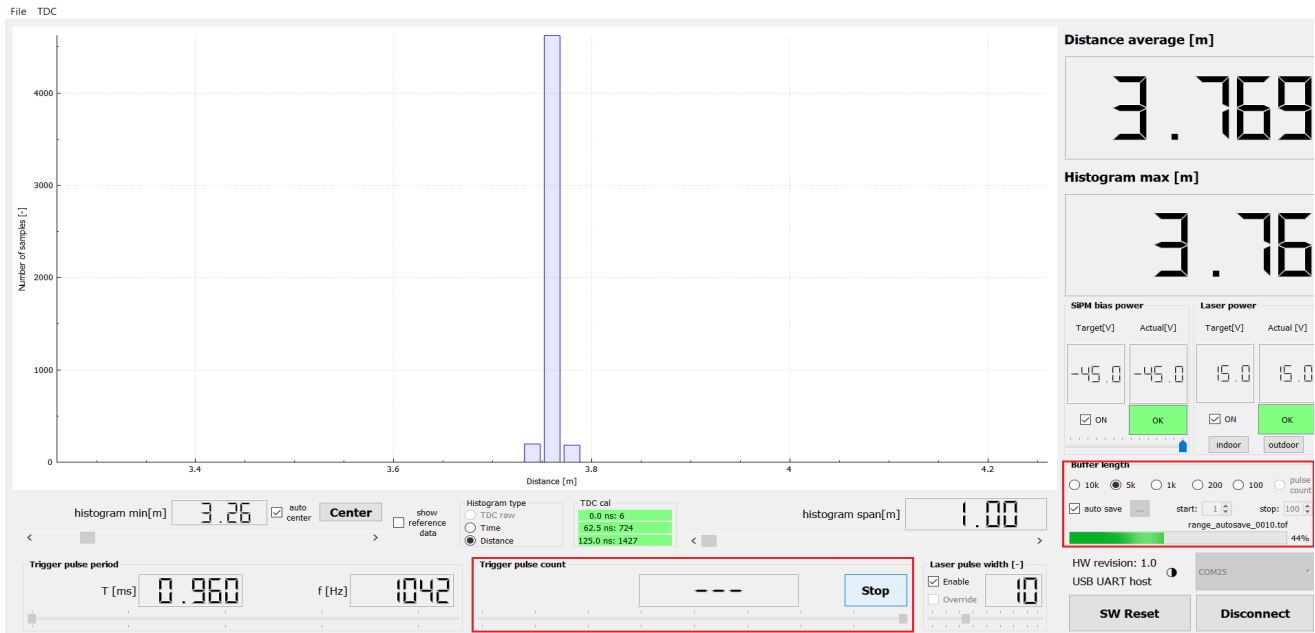 File TDC
Distance average [m]
3.769
Histogram max [m]
3.76
Number of samples [-]
4000
3000
2000
1000
0
3.4 3.6 3.8 4 4.2
Distance [m]
SiPM bias power
Target[V] Actual[V]
-45.0 -45.0
ON OK
Laser power
Target[V] Actual [V]
15.0 15.0
ON OK
indoor outdoor
Buffer length
10k 5k 1k 200 100 pulse count
auto save ... start: 1 stop: 100
range_autosave_0010.tof
44%
histogram min[m] 3.26 auto center Center
show reference data
Histogram type
TDC raw
Time
Distance
TDC cal
0.0 ns: 6
62.5 ns: 724
125.0 ns: 1427
histogram span[m] 1.00
Trigger pulse period
T [ms] 0.960 f [Hz] 1042
Trigger pulse count
--- Stop
Laser pulse width [-]
Enable
Override
10
HW revision: 1.0
USB UART host
COM25
SW Reset Disconnect